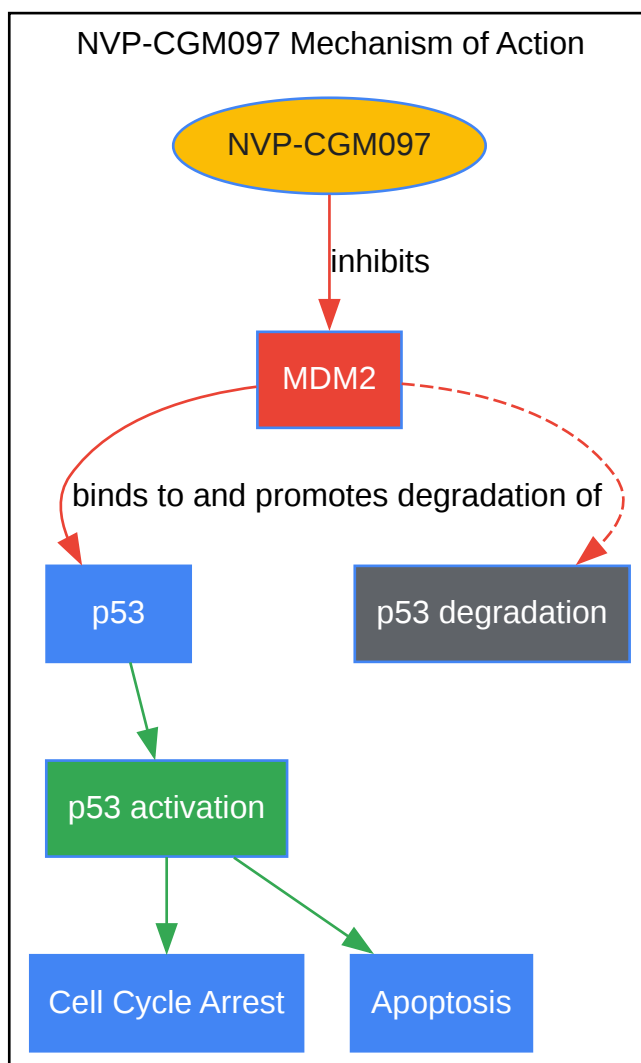 NVP-CGM097 Mechanism of Action
NVP-CGM097
inhibits
MDM2
binds to and promotes degradation of
p53
p53 degradation
p53 activation
Cell Cycle Arrest
Apoptosis